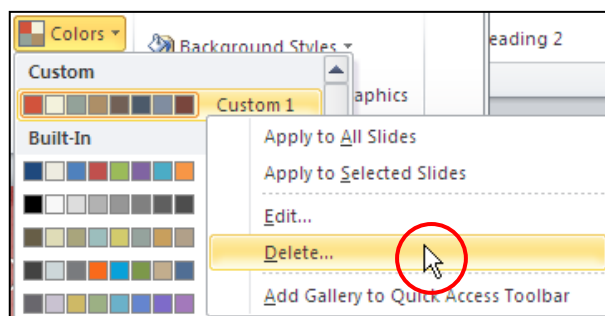 Colors
Background Styles
eading 2
Custom
aphics
Custom 1
Built-In
Apply to All Slides
Apply to Selected Slides
Edit...
Delete...
Add Gallery to Quick Access Toolbar